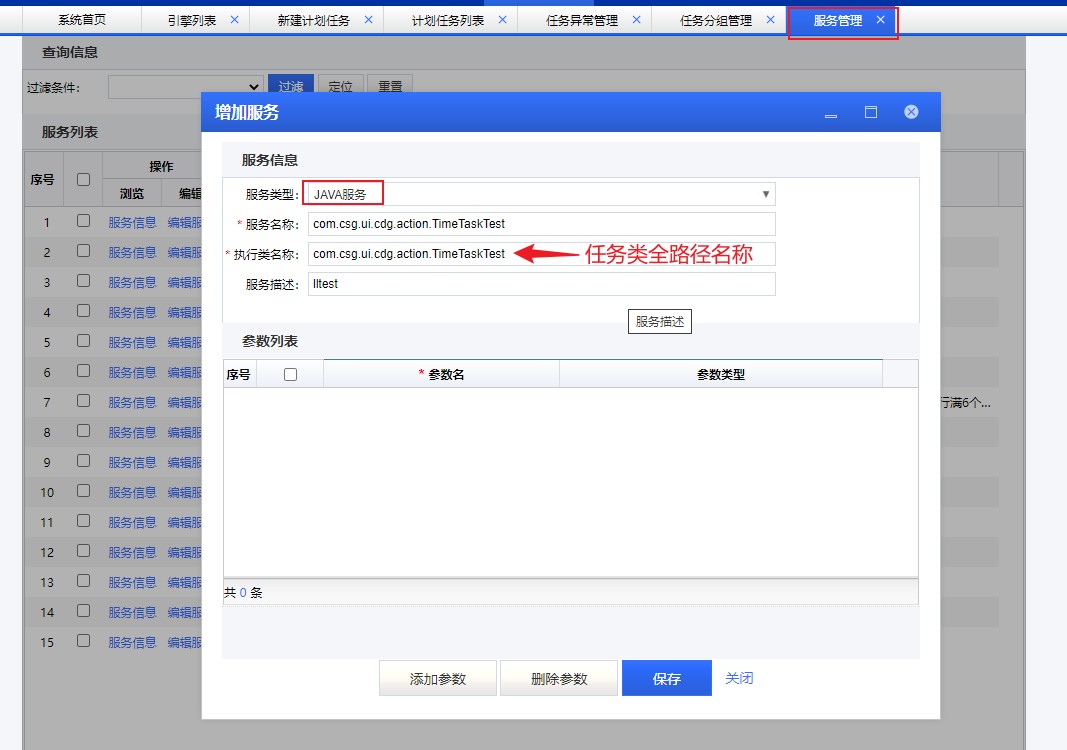 系统首页 引擎列表 × 新建计划任务 × 计划任务列表 × 任务异常管理 × 任务分组管理 × 服务管理 ×
查询信息
过滤条件: 过滤 定位 重置
增加服务
服务列表
服务信息
序号 操作
浏览 编辑
服务类型: JAVA服务
* 服务名称: com.csg.ui.cdg.action.TimeTaskTest
* 执行类名称: com.csg.ui.cdg.action.TimeTaskTest 任务类全路径名称
服务描述: lltest
服务描述
参数列表
序号 * 参数名 参数类型
1 服务信息 编辑服
2 服务信息 编辑服
3 服务信息 编辑服
4 服务信息 编辑服
5 服务信息 编辑服
6 服务信息 编辑服
7 服务信息 编辑服 行满6个...
8 服务信息 编辑服
9 服务信息 编辑服
10 服务信息 编辑服
11 服务信息 编辑服
12 服务信息 编辑服
13 服务信息 编辑服
14 服务信息 编辑服
15 服务信息 编辑服
共 0 条
添加参数 删除参数 保存 关闭